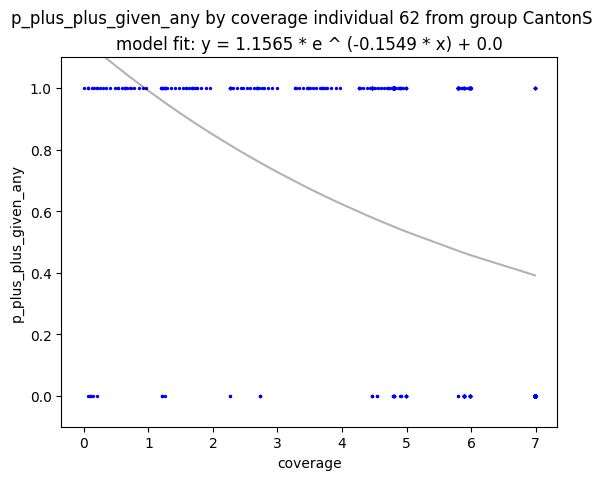 p_plus_plus_given_any by coverage individual 62 from group CantonS
model fit: y = 1.1565 * e ^ (-0.1549 * x) + 0.0
1.0
0.8
0.6
0.4
0.2
0.0
p_plus_plus_given_any
0 1 2 3 4 5 6 7
coverage